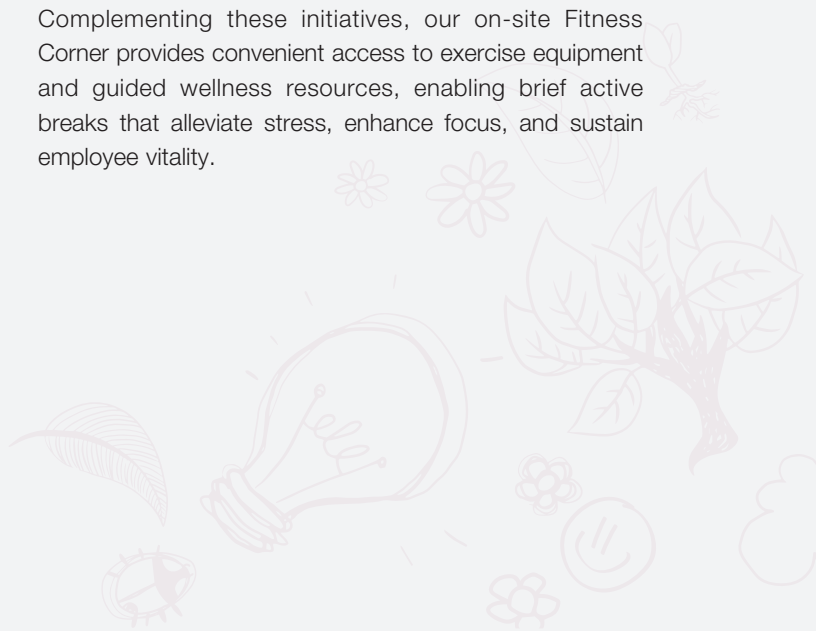 Complementing these initiatives, our on-site Fitness
Corner provides convenient access to exercise equipment
and guided wellness resources, enabling brief active
breaks that alleviate stress, enhance focus, and sustain
employee vitality.